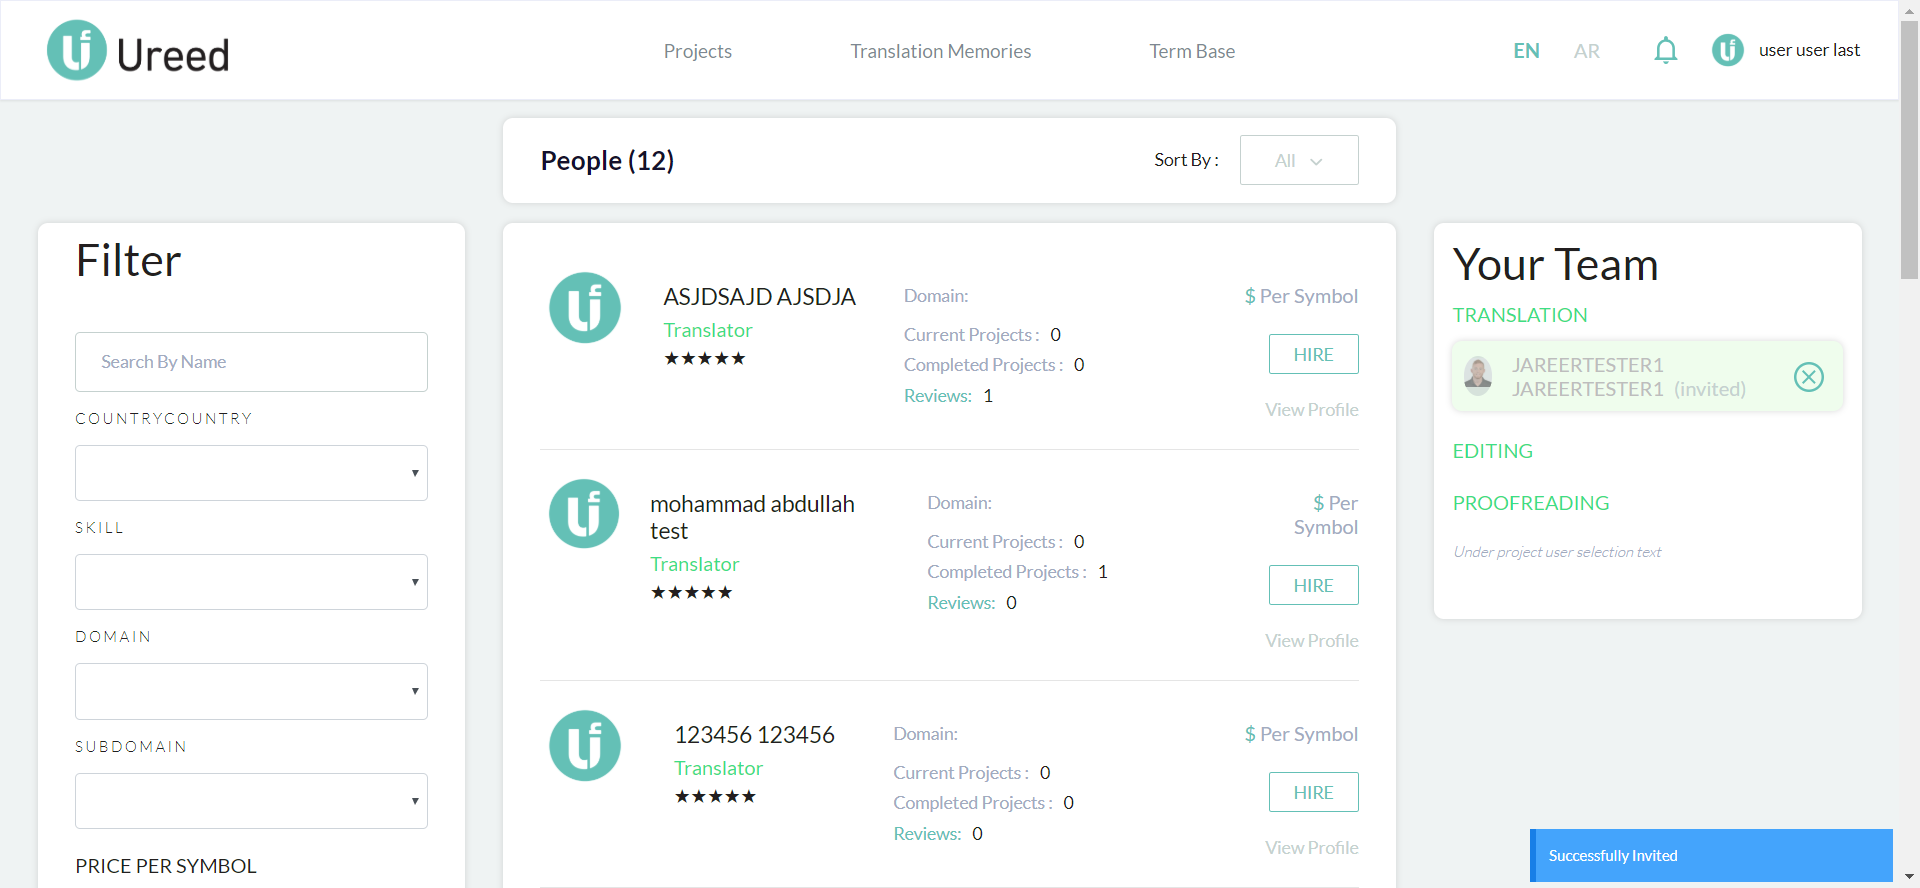 Ureed
Projects
Translation Memories
Term Base
EN
AR
user user last
People (12)
Sort By :
All
Filter
Search By Name
COUNTRYCOUNTRY
SKILL
DOMAIN
SUBDOMAIN
PRICE PER SYMBOL
ASJDSAJD AJSDJA
Translator
★★★★★
Domain:
Current Projects : 0
Completed Projects : 0
Reviews: 1
$ Per Symbol
HIRE
View Profile
mohammad abdullah
test
Translator
★★★★★
Domain:
Current Projects : 0
Completed Projects : 1
Reviews: 0
$ Per
Symbol
HIRE
View Profile
123456 123456
Translator
★★★★★
Domain:
Current Projects : 0
Completed Projects : 0
Reviews: 0
$ Per Symbol
HIRE
View Profile
Your Team
TRANSLATION
JAREERTESTER1
JAREERTESTER1 (invited)
EDITING
PROOFREADING
Under project user selection text
Successfully Invited